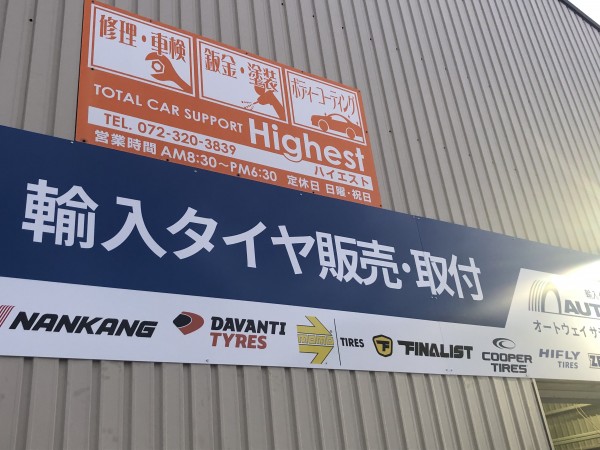 修理・車検
鈑金・塗装
ボディーコーティング
TOTAL CAR SUPPORT Highest
ハイエスト
TEL. 072-320-3839
営業時間 AM8:30～PM6:30 定休日 日曜・祝日
輸入タイヤ販売・取付
オートウェイ
NANKANG
DAVANTI
TYRES
TIRES
FINALIST
COOPER
TIRES
HIFLY
TIRES